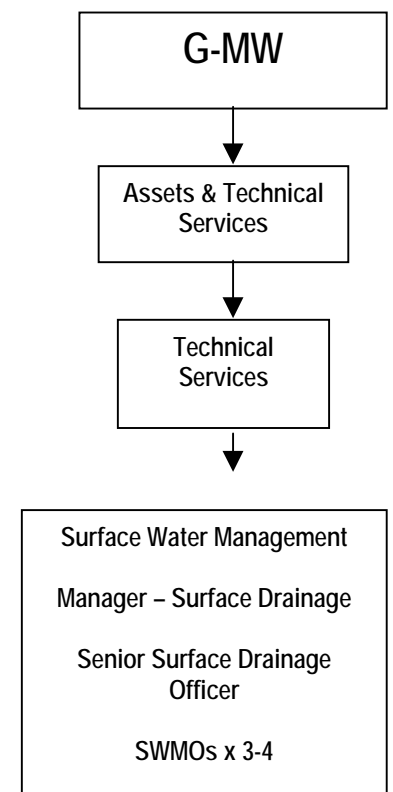 G-MW
Assets & Technical
Services
Technical
Services
Surface Water Management
Manager – Surface Drainage
Senior Surface Drainage
Officer
SWMOs x 3-4